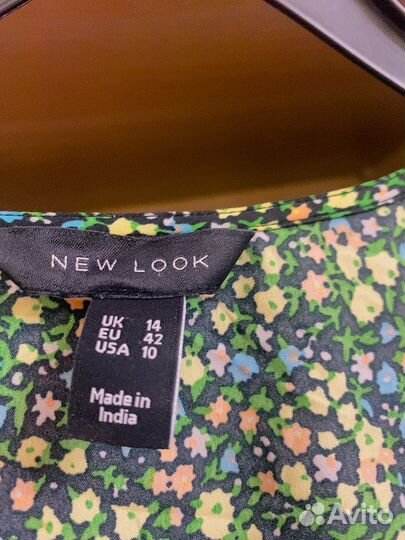 NEW LOOK
UK 14
EU 42
USA 10
Made in
India
Avito